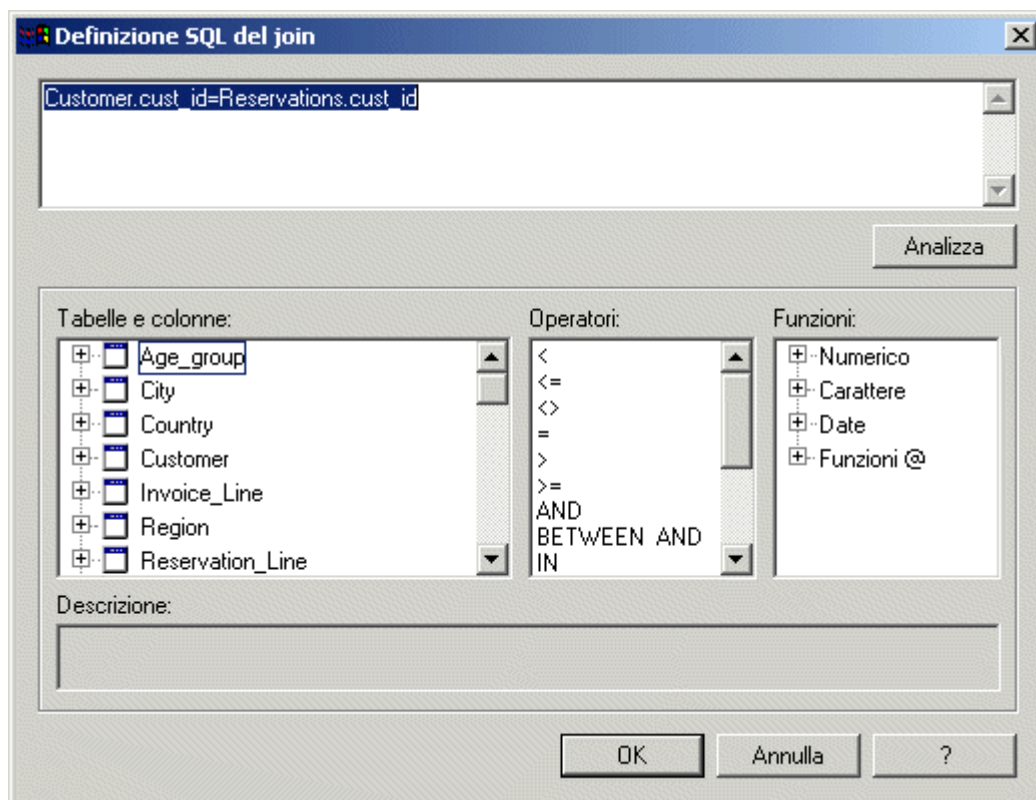 Definizione SQL del join
Customer.cust_id=Reservations.cust_id
Analizza
Tabelle e colonne:
Age_group
City
Country
Customer
Invoice_Line
Region
Reservation_Line
Operatori:
<
<=
<>
=
>
>=
AND
BETWEEN AND
IN
Funzioni:
Numerico
Carattere
Date
Funzioni @
Descrizione:
OK
Annulla
?